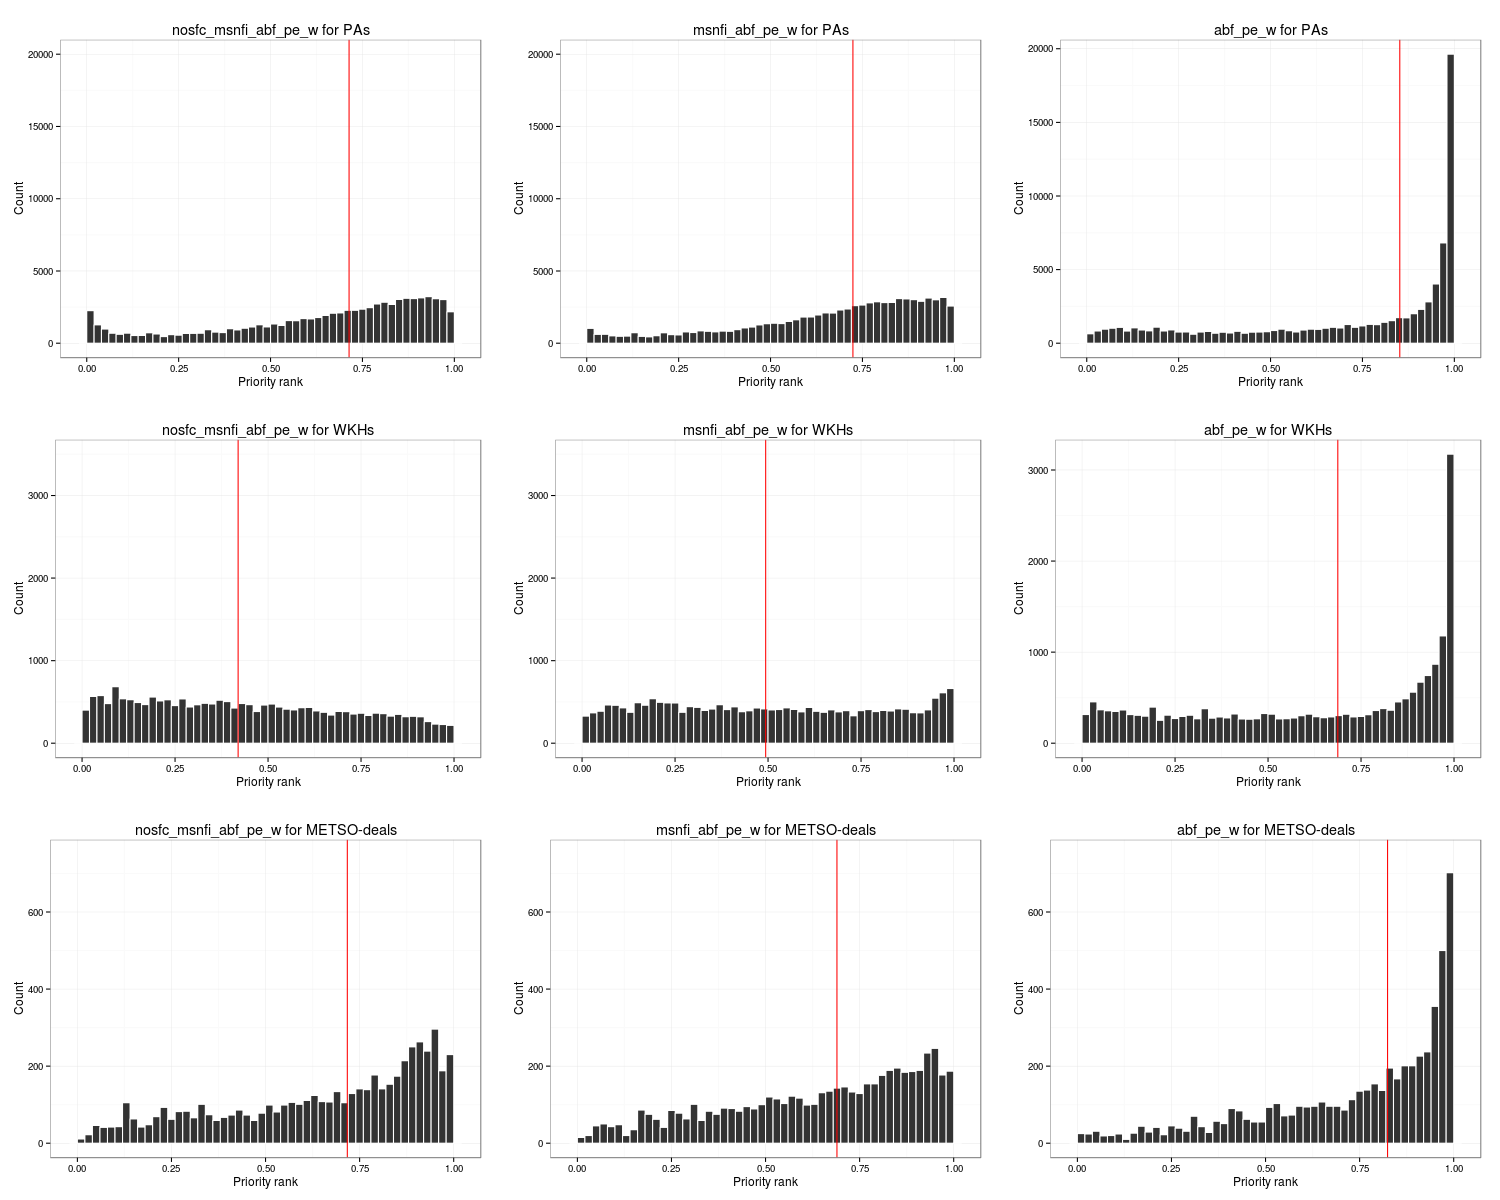 nosfc_msnfi_abf_pe_w for PAs
20000
15000
10000
5000
0
Count
0.00 0.25 0.50 0.75 1.00
Priority rank
msnfi_abf_pe_w for PAs
20000
15000
10000
5000
0
Count
0.00 0.25 0.50 0.75 1.00
Priority rank
abf_pe_w for PAs
20000
15000
10000
5000
0
Count
0.00 0.25 0.50 0.75 1.00
Priority rank
nosfc_msnfi_abf_pe_w for WKHs
3000
2000
1000
0
Count
0.00 0.25 0.50 0.75 1.00
Priority rank
msnfi_abf_pe_w for WKHs
3000
2000
1000
0
Count
0.00 0.25 0.50 0.75 1.00
Priority rank
abf_pe_w for WKHs
3000
2000
1000
0
Count
0.00 0.25 0.50 0.75 1.00
Priority rank
nosfc_msnfi_abf_pe_w for METSO-deals
600
400
200
0
Count
0.00 0.25 0.50 0.75 1.00
Priority rank
msnfi_abf_pe_w for METSO-deals
600
400
200
0
Count
0.00 0.25 0.50 0.75 1.00
Priority rank
abf_pe_w for METSO-deals
600
400
200
0
Count
0.00 0.25 0.50 0.75 1.00
Priority rank